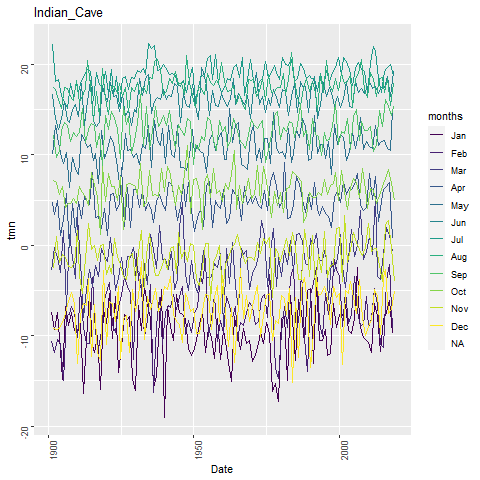 Indian_Cave
20
10
0
-10
-20
tmn
1900
1950
2000
Date
months
Jan
Feb
Mar
Apr
May
Jun
Jul
Aug
Sep
Oct
Nov
Dec
NA